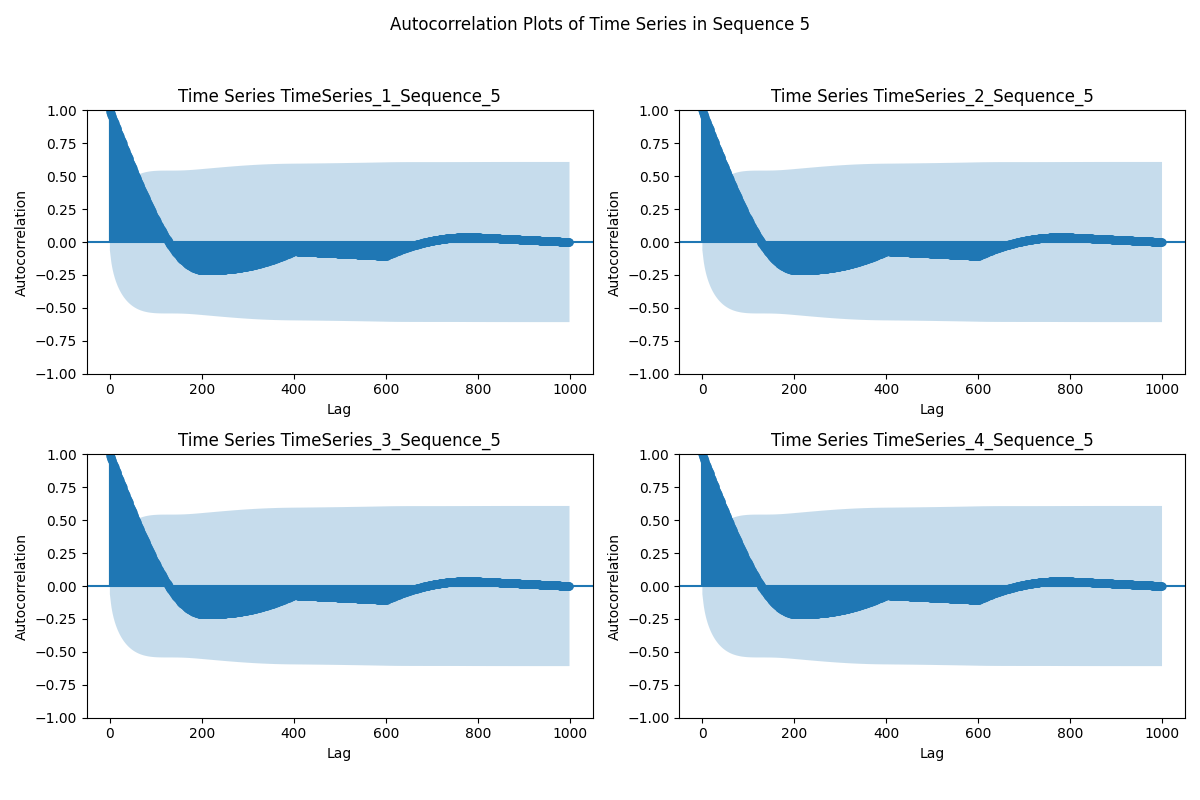 Autocorrelation Plots of Time Series in Sequence 5
Time Series TimeSeries_1_Sequence_5
1.00
0.75
0.50
0.25
0.00
−0.25
−0.50
−0.75
−1.00
Autocorrelation
0 200 400 600 800 1000
Lag
Time Series TimeSeries_2_Sequence_5
1.00
0.75
0.50
0.25
0.00
−0.25
−0.50
−0.75
−1.00
Autocorrelation
0 200 400 600 800 1000
Lag
Time Series TimeSeries_3_Sequence_5
1.00
0.75
0.50
0.25
0.00
−0.25
−0.50
−0.75
−1.00
Autocorrelation
0 200 400 600 800 1000
Lag
Time Series TimeSeries_4_Sequence_5
1.00
0.75
0.50
0.25
0.00
−0.25
−0.50
−0.75
−1.00
Autocorrelation
0 200 400 600 800 1000
Lag